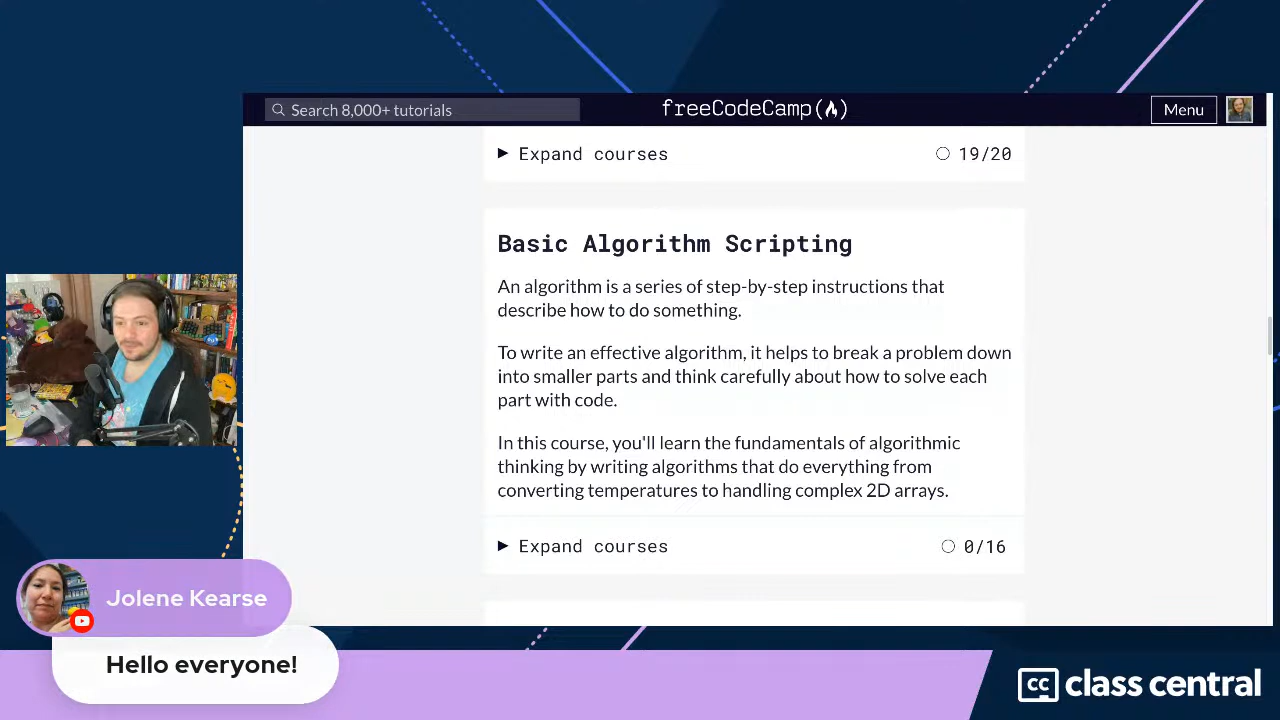 Search 8,000+ tutorials
freeCodeCamp
Menu
Expand courses
19/20
Basic Algorithm Scripting
An algorithm is a series of step-by-step instructions that
describe how to do something.
To write an effective algorithm, it helps to break a problem down
into smaller parts and think carefully about how to solve each
part with code.
In this course, you'll learn the fundamentals of algorithmic
thinking by writing algorithms that do everything from
converting temperatures to handling complex 2D arrays.
Expand courses
0/16
Jolene Kearse
Hello everyone!
cc class central